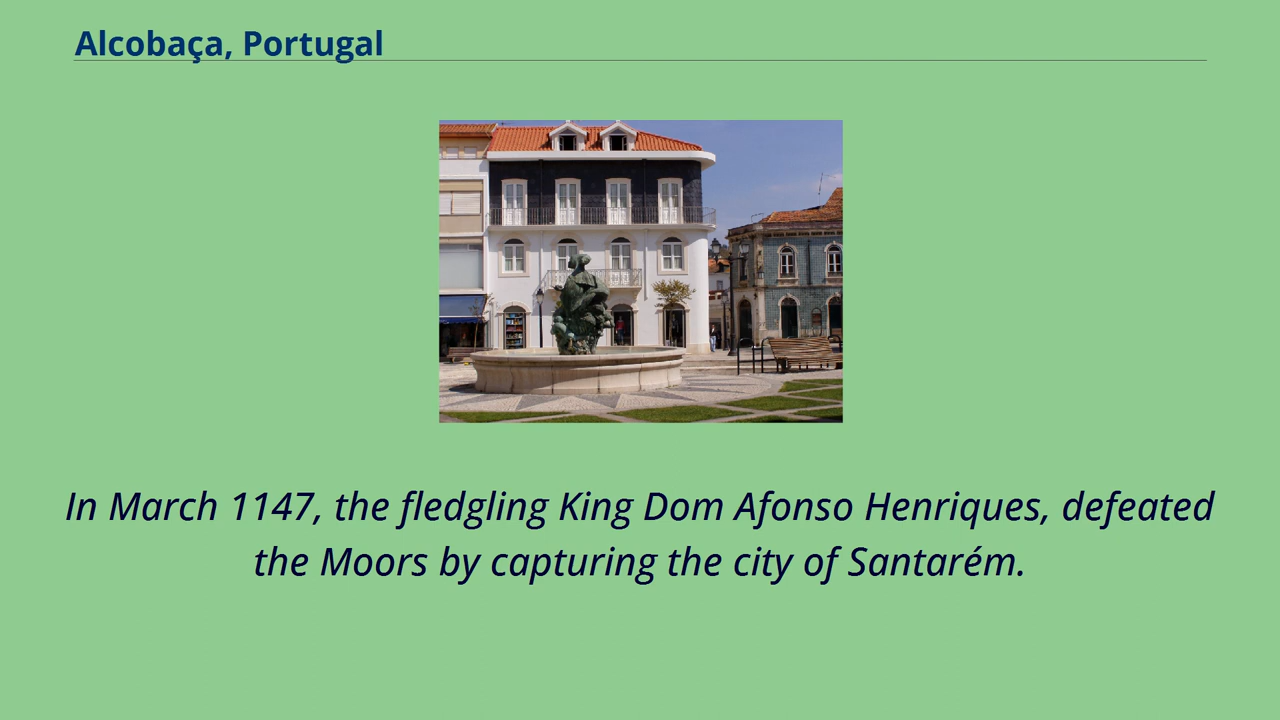 Alcobaça, Portugal
In March 1147, the fledgling King Dom Afonso Henriques, defeated
the Moors by capturing the city of Santarém.